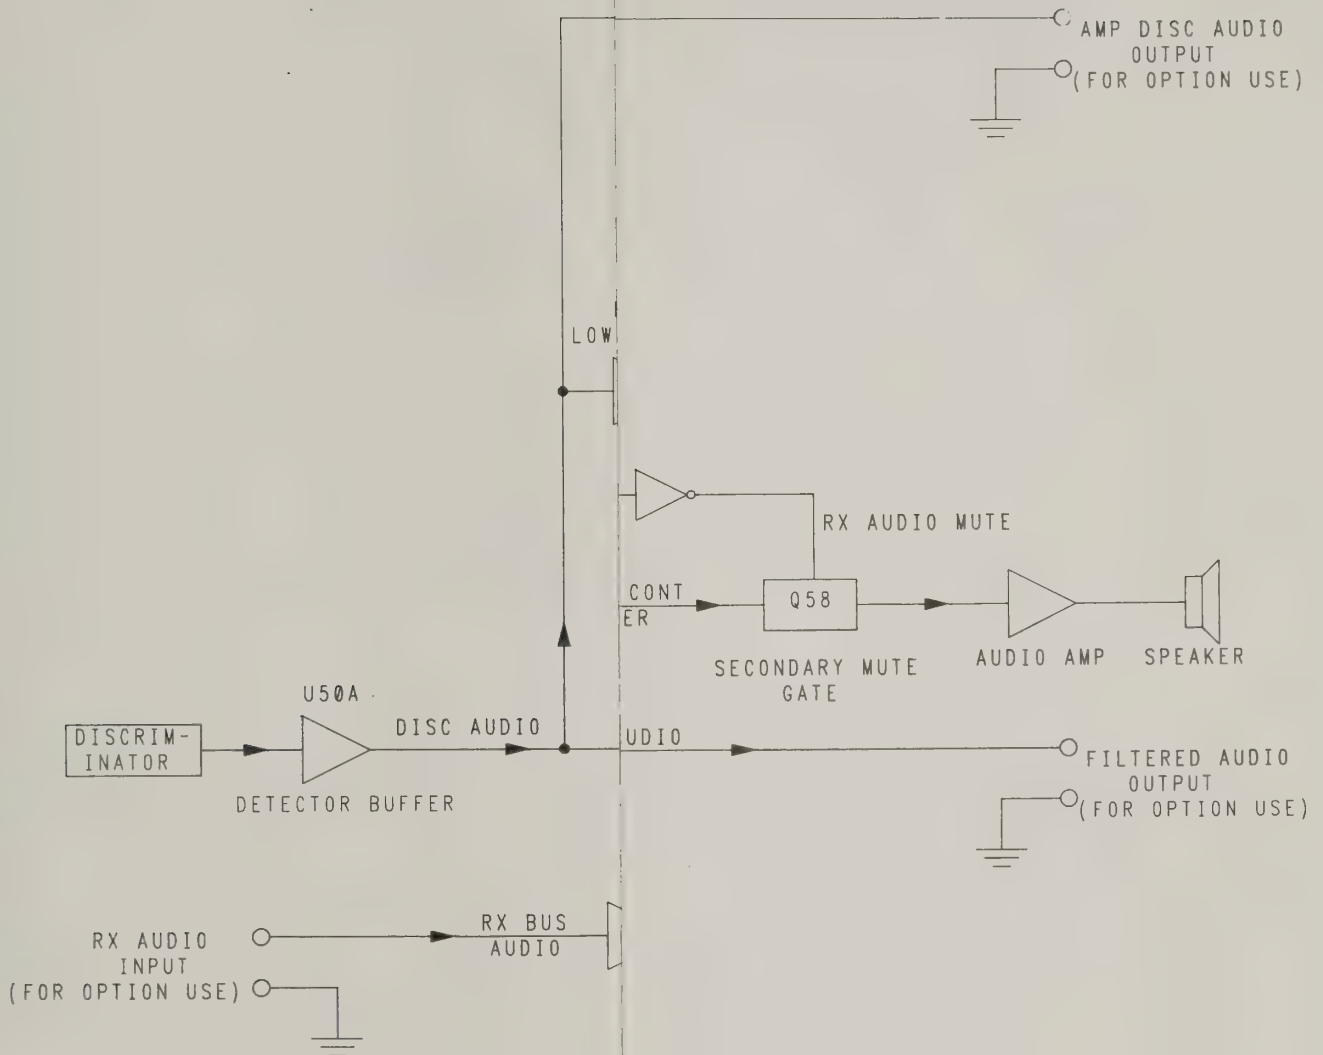 AMP DISC AUDIO
OUTPUT
(FOR OPTION USE)
LOW
RX AUDIO MUTE
CONT
ER
Q58
SECONDARY MUTE
GATE
AUDIO AMP
SPEAKER
U50A
DISC AUDIO
UDIO
DISCRIM-
INATOR
DETECTOR BUFFER
FILTERED AUDIO
OUTPUT
(FOR OPTION USE)
RX AUDIO
INPUT
(FOR OPTION USE)
RX BUS
AUDIO